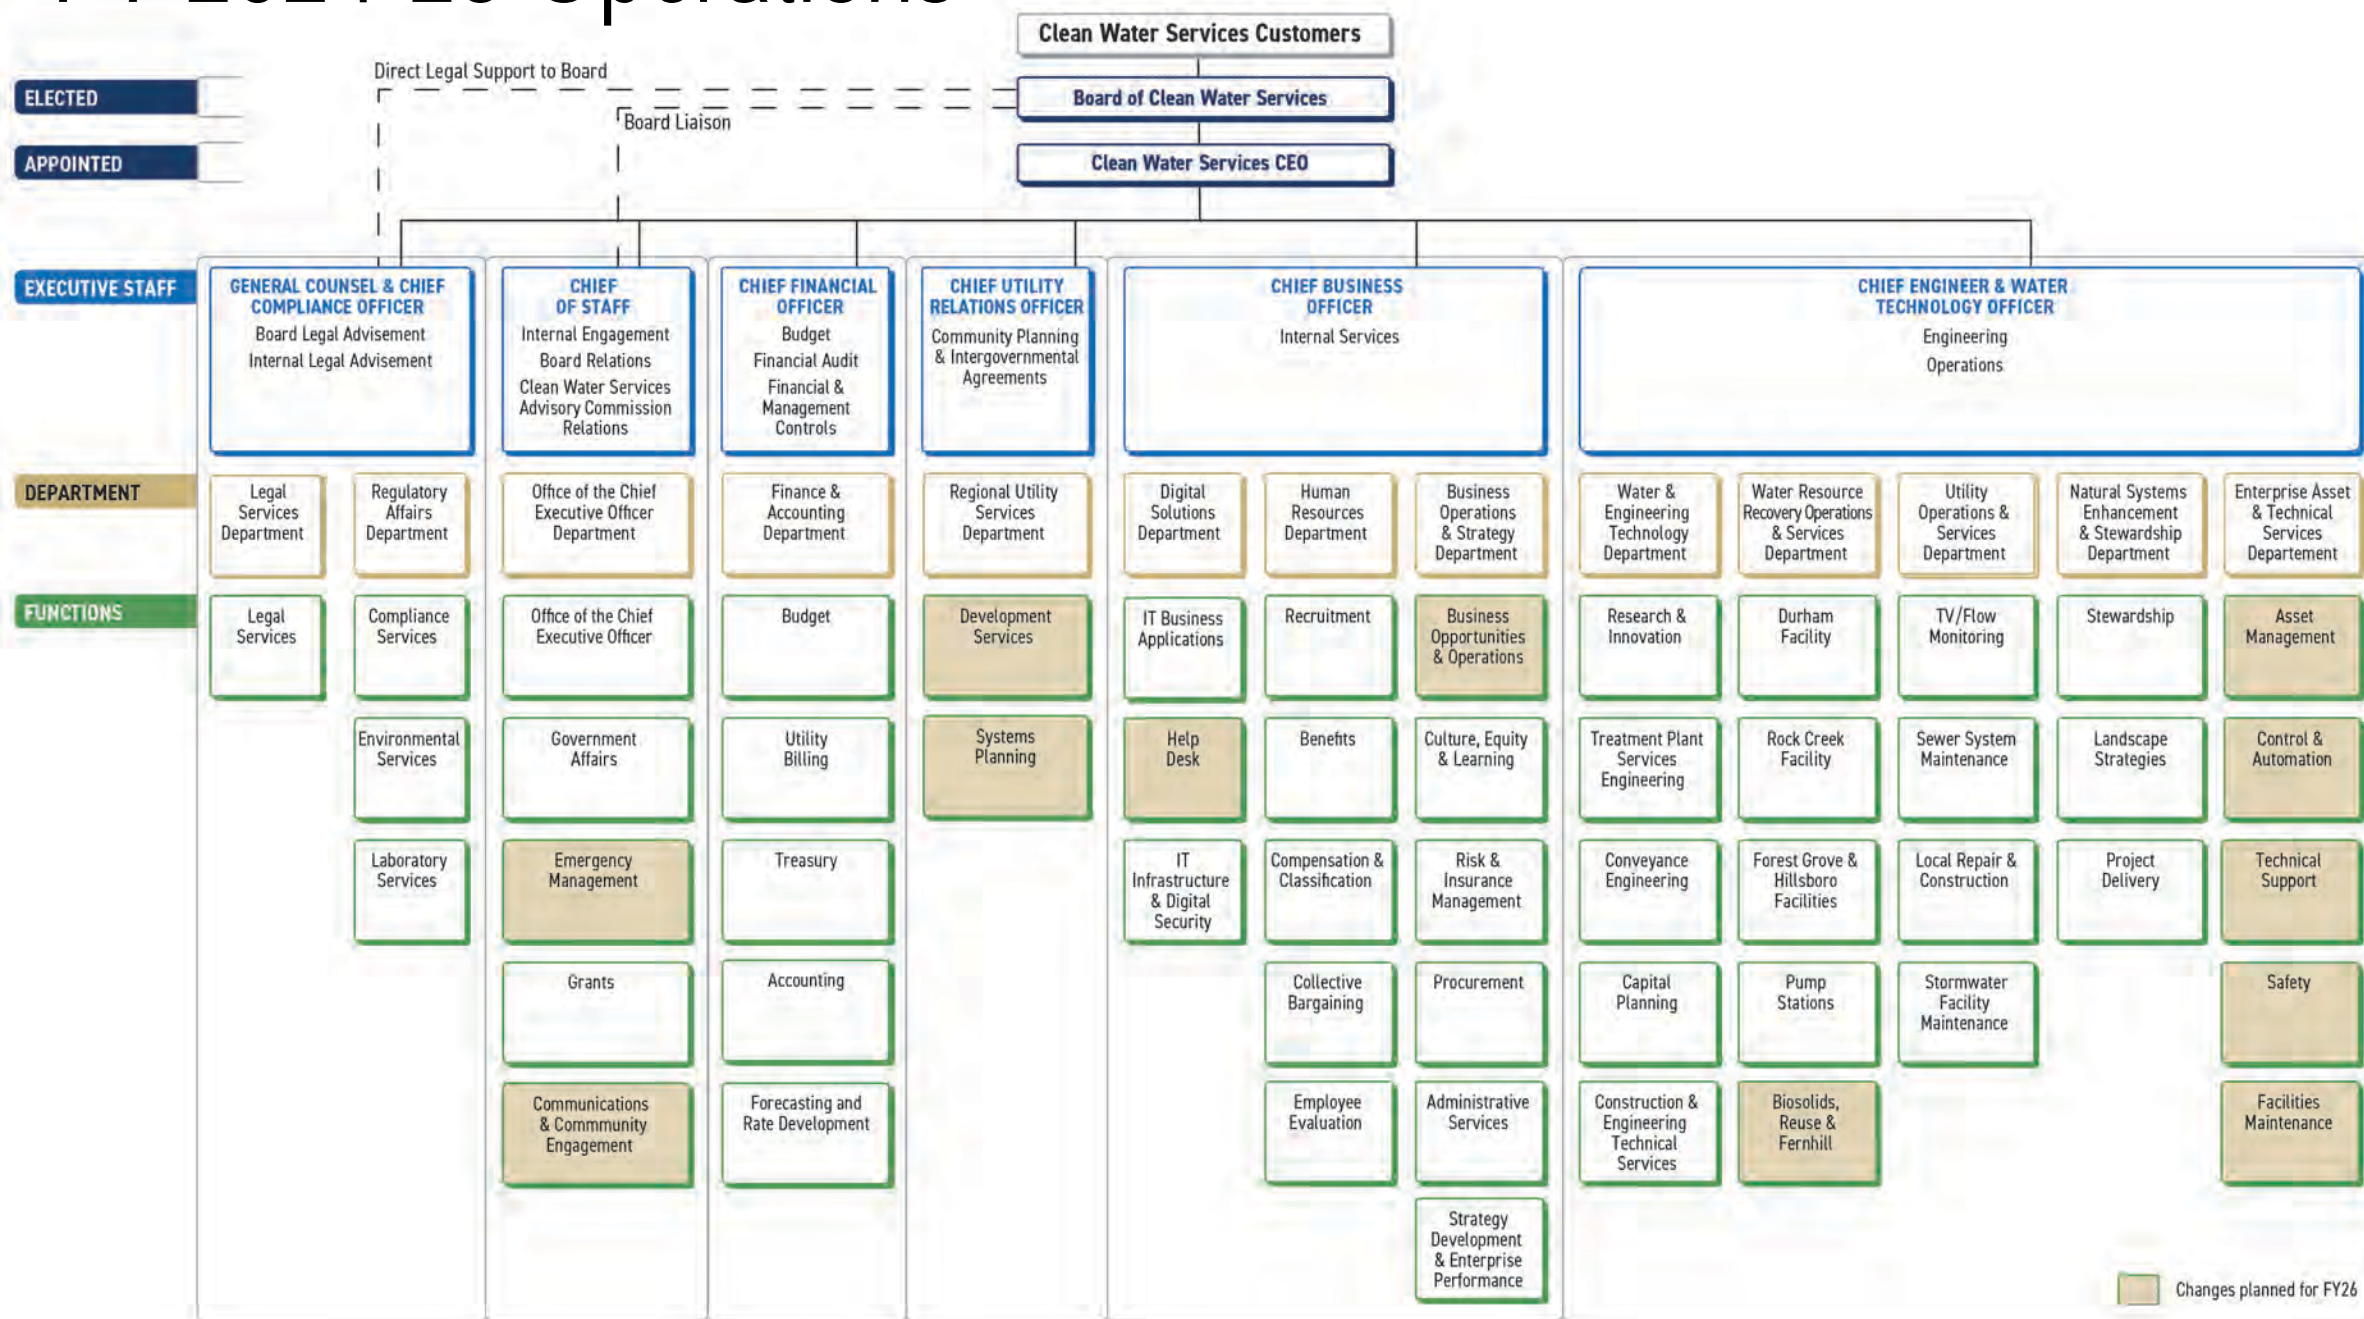 Operations
Clean Water Services Customers
ELECTED
Direct Legal Support to Board
Board of Clean Water Services
Board Liaison
APPOINTED
Clean Water Services CEO
EXECUTIVE STAFF
GENERAL COUNSEL & CHIEF
COMPLIANCE OFFICER
Board Legal Advisement
Internal Legal Advisement
CHIEF
OF STAFF
Internal Engagement
Board Relations
Clean Water Services
Advisory Commission
Relations
CHIEF FINANCIAL
OFFICER
Budget
Financial Audit
Financial &
Management
Controls
CHIEF UTILITY
RELATIONS OFFICER
Community Planning
& Intergovernmental
Agreements
CHIEF BUSINESS
OFFICER
Internal Services
CHIEF ENGINEER & WATER
TECHNOLOGY OFFICER
Engineering
Operations
DEPARTMENT
Legal
Services
Department
Regulatory
Affairs
Department
Office of the Chief
Executive Officer
Department
Finance &
Accounting
Department
Regional Utility
Services
Department
Digital
Solutions
Department
Human
Resources
Department
Business
Operations
& Strategy
Department
Water &
Engineering
Technology
Department
Water Resource
Recovery Operations
& Services
Department
Utility
Operations &
Services
Department
Natural Systems
Enhancement
& Stewardship
Department
Enterprise Asset
& Technical
Services
Departement
FUNCTIONS
Legal
Services
Compliance
Services
Office of the Chief
Executive Officer
Budget
Development
Services
IT Business
Applications
Recruitment
Business
Opportunities
& Operations
Research &
Innovation
Durham
Facility
TV/Flow
Monitoring
Stewardship
Asset
Management
Environmental
Services
Government
Affairs
Utility
Billing
Systems
Planning
Help
Desk
Benefits
Culture, Equity
& Learning
Treatment Plant
Services
Engineering
Rock Creek
Facility
Sewer System
Maintenance
Landscape
Strategies
Control &
Automation
Laboratory
Services
Emergency
Management
Treasury
IT
Infrastructure
& Digital
Security
Compensation &
Classification
Risk &
Insurance
Management
Conveyance
Engineering
Forest Grove &
Hillsboro
Facilities
Local Repair &
Construction
Project
Delivery
Technical
Support
Grants
Accounting
Collective
Bargaining
Procurement
Capital
Planning
Pump
Stations
Stormwater
Facility
Maintenance
Safety
Communications
& Commmunity
Engagement
Forecasting and
Rate Development
Employee
Evaluation
Administrative
Services
Construction &
Engineering
Technical
Services
Biosolids,
Reuse &
Fernhill
Facilities
Maintenance
Strategy
Development
& Enterprise
Performance
Changes planned for FY26